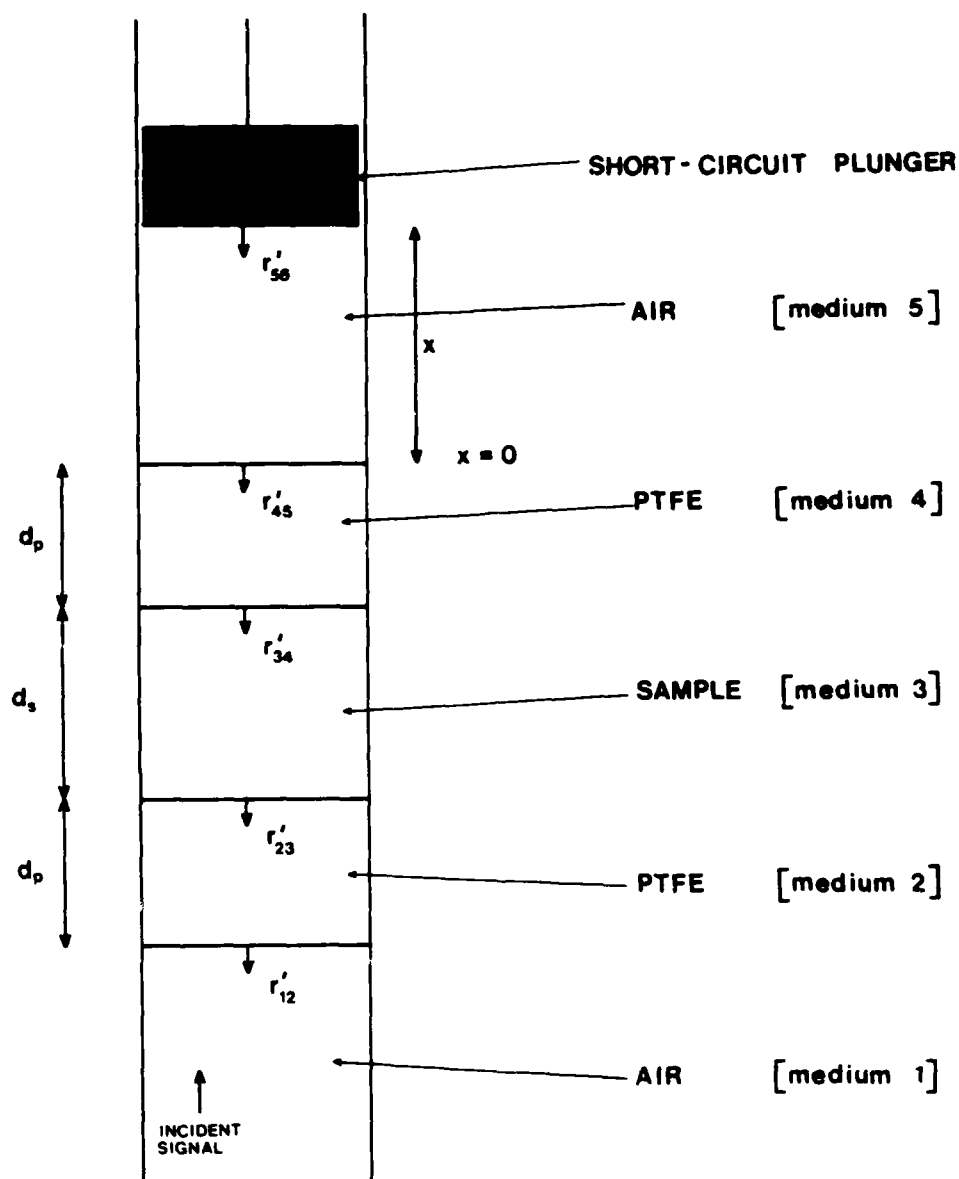 SHORT-CIRCUIT PLUNGER
r'56
AIR [medium 5]
x
x = 0
r'45
PTFE [medium 4]
dp
r'34
SAMPLE [medium 3]
ds
r'23
PTFE [medium 2]
dp
r'12
AIR [medium 1]
INCIDENT
SIGNAL